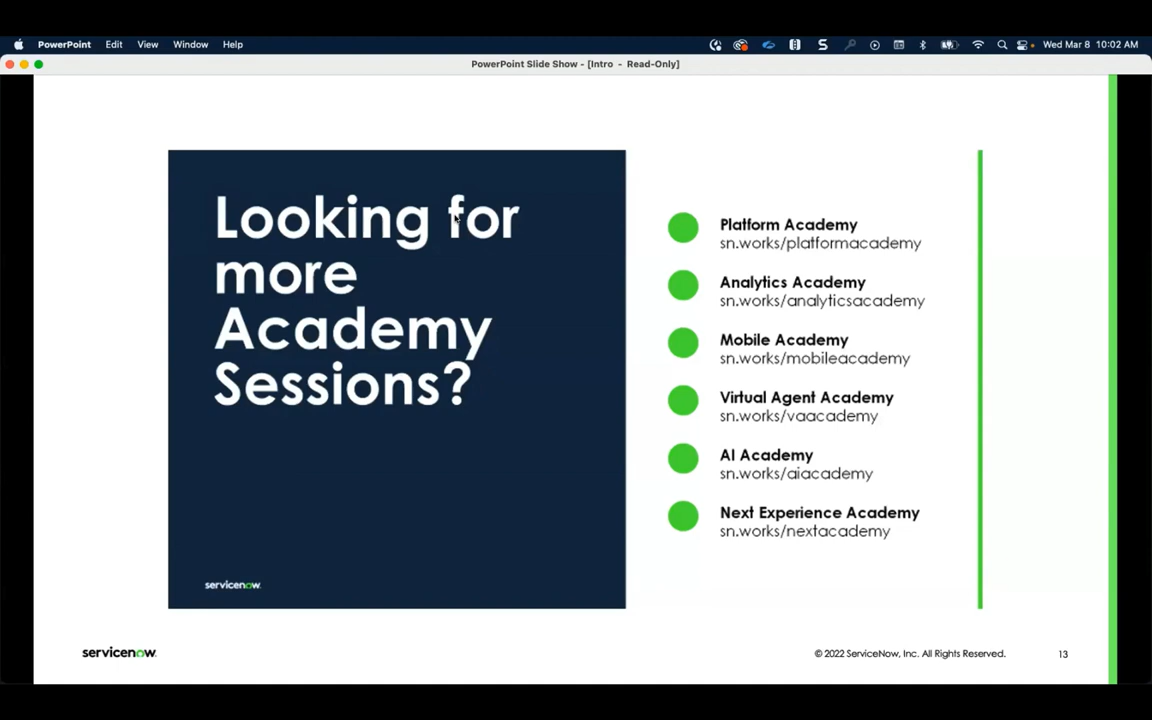 PowerPoint Edit View Window Help Wed Mar 8 10:02 AM
PowerPoint Slide Show - [Intro - Read-Only]
Looking for
more
Academy
Sessions?
servicenow.
Platform Academy
sn.works/platformacademy
Analytics Academy
sn.works/analyticsacademy
Mobile Academy
sn.works/mobileacademy
Virtual Agent Academy
sn.works/vaacademy
AI Academy
sn.works/aiacademy
Next Experience Academy
sn.works/nextacademy
servicenow.
© 2022 ServiceNow, Inc. All Rights Reserved.
13